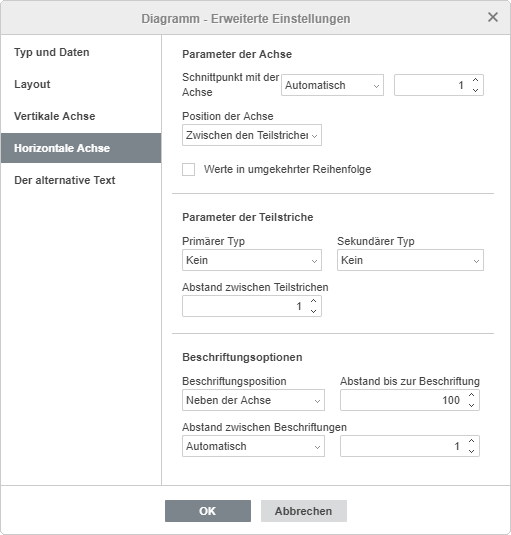 Diagramm - Erweiterte Einstellungen
Typ und Daten
Layout
Vertikale Achse
Horizontale Achse
Der alternative Text
Parameter der Achse
Schnittpunkt mit der
Achse
Automatisch
1
Position der Achse
Zwischen den Teilstrichen
Werte in umgekehrter Reihenfolge
Parameter der Teilstriche
Primärer Typ
Sekundärer Typ
Kein
Kein
Abstand zwischen Teilstrichen
1
Beschriftungsoptionen
Beschriftungsposition
Abstand bis zur Beschriftung
Neben der Achse
100
Abstand zwischen Beschriftungen
Automatisch
1
OK
Abbrechen